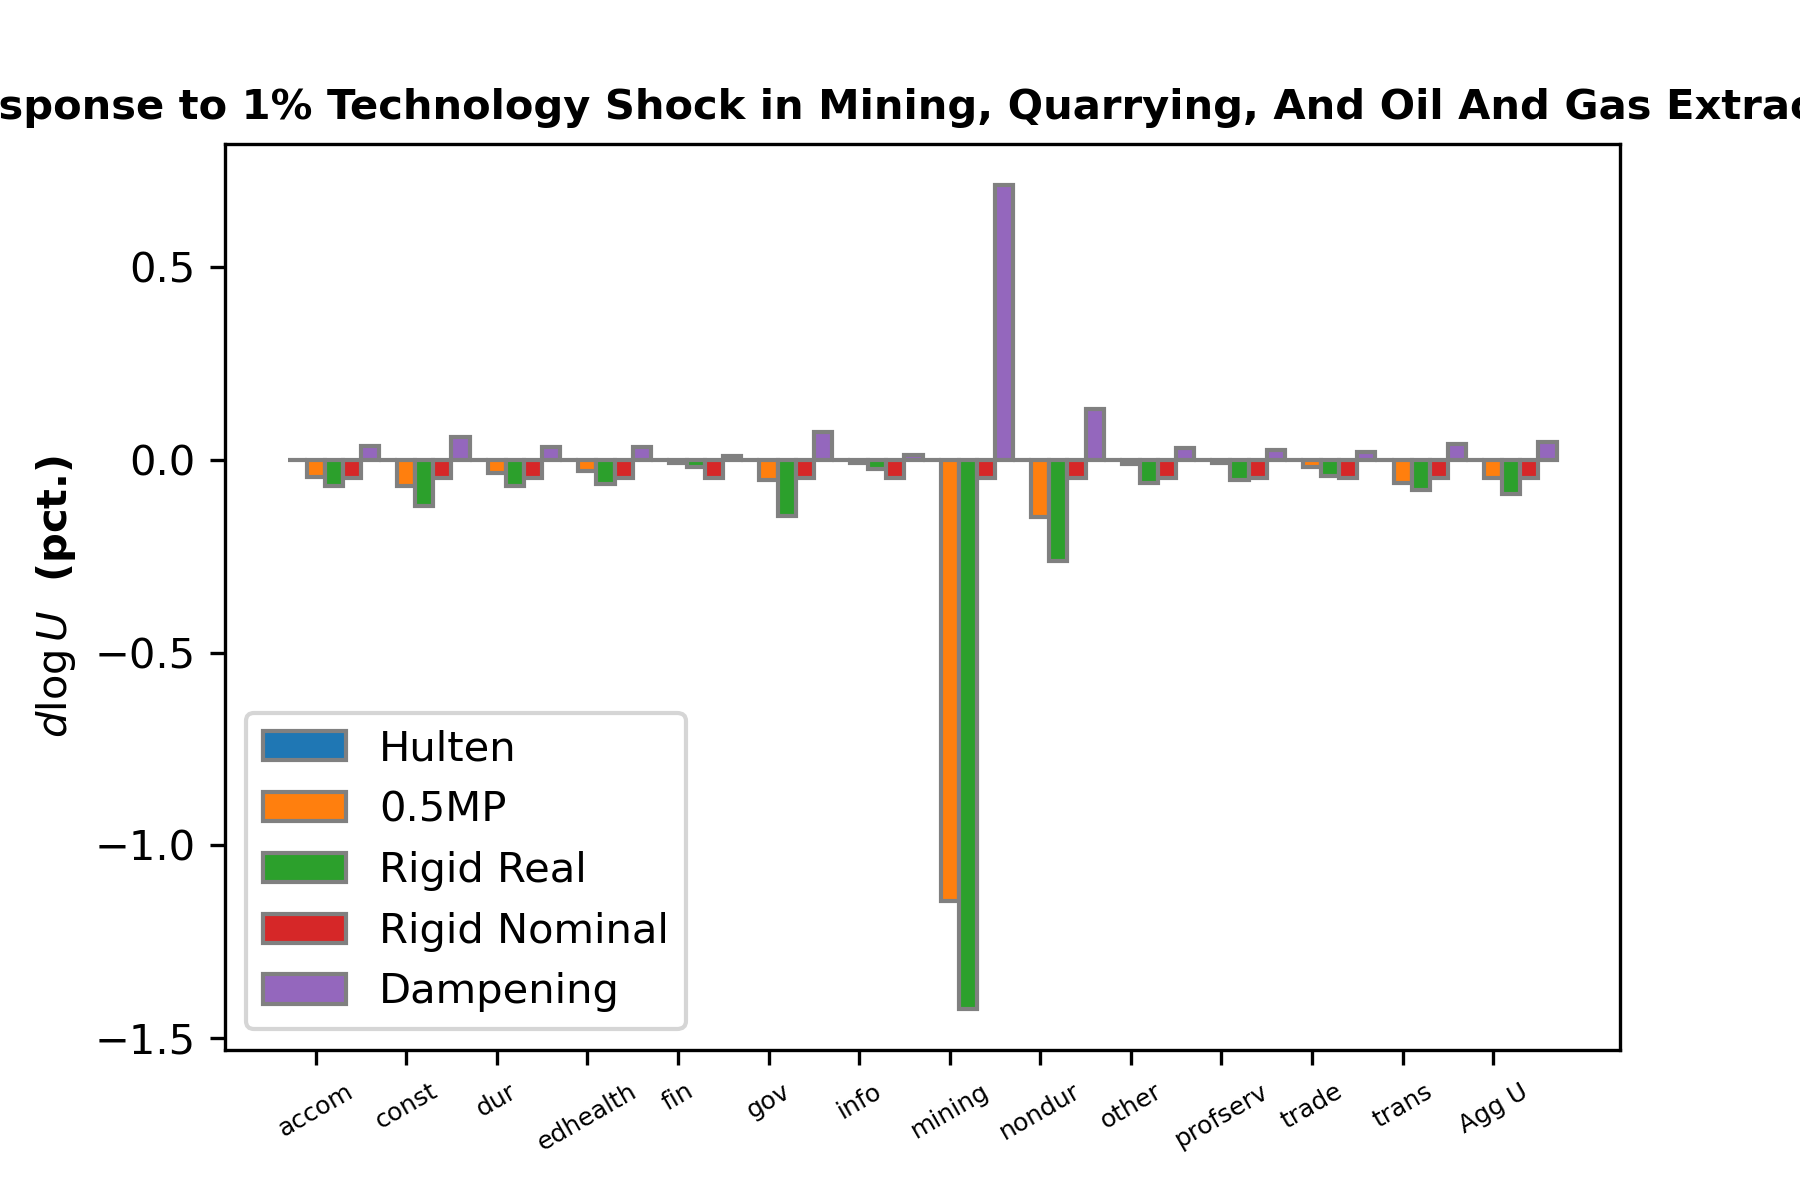 sponse to 1% Technology Shock in Mining, Quarrying, And Oil And Gas Extrac
0.5
0.0
−0.5
−1.0
−1.5
dlog U (pct.)
Hulten
0.5MP
Rigid Real
Rigid Nominal
Dampening
accom
const
dur
edhealth
fin
gov
info
mining
nondur
other
profserv
trade
trans
Agg U